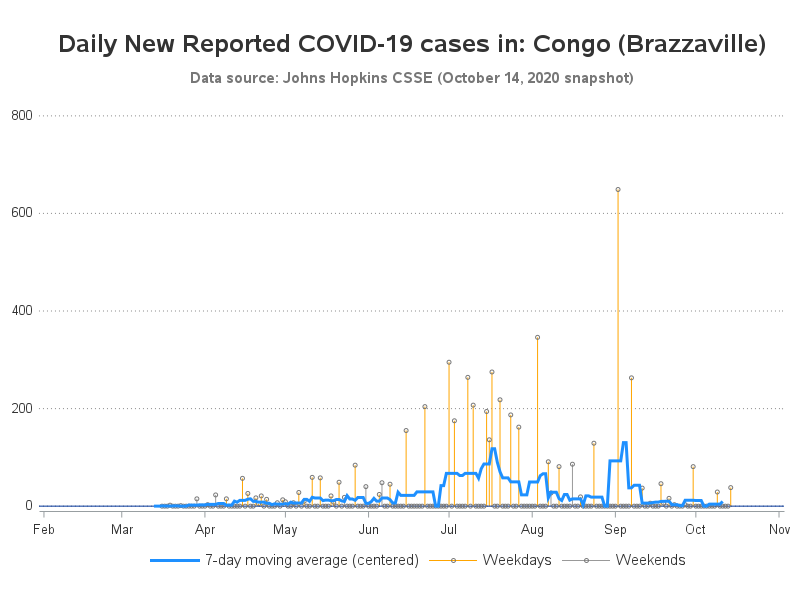 Daily New Reported COVID-19 cases in: Congo (Brazzaville)
Data source: Johns Hopkins CSSE (October 14, 2020 snapshot)
800
600
400
200
0
Feb Mar Apr May Jun Jul Aug Sep Oct Nov
7-day moving average (centered) Weekdays Weekends